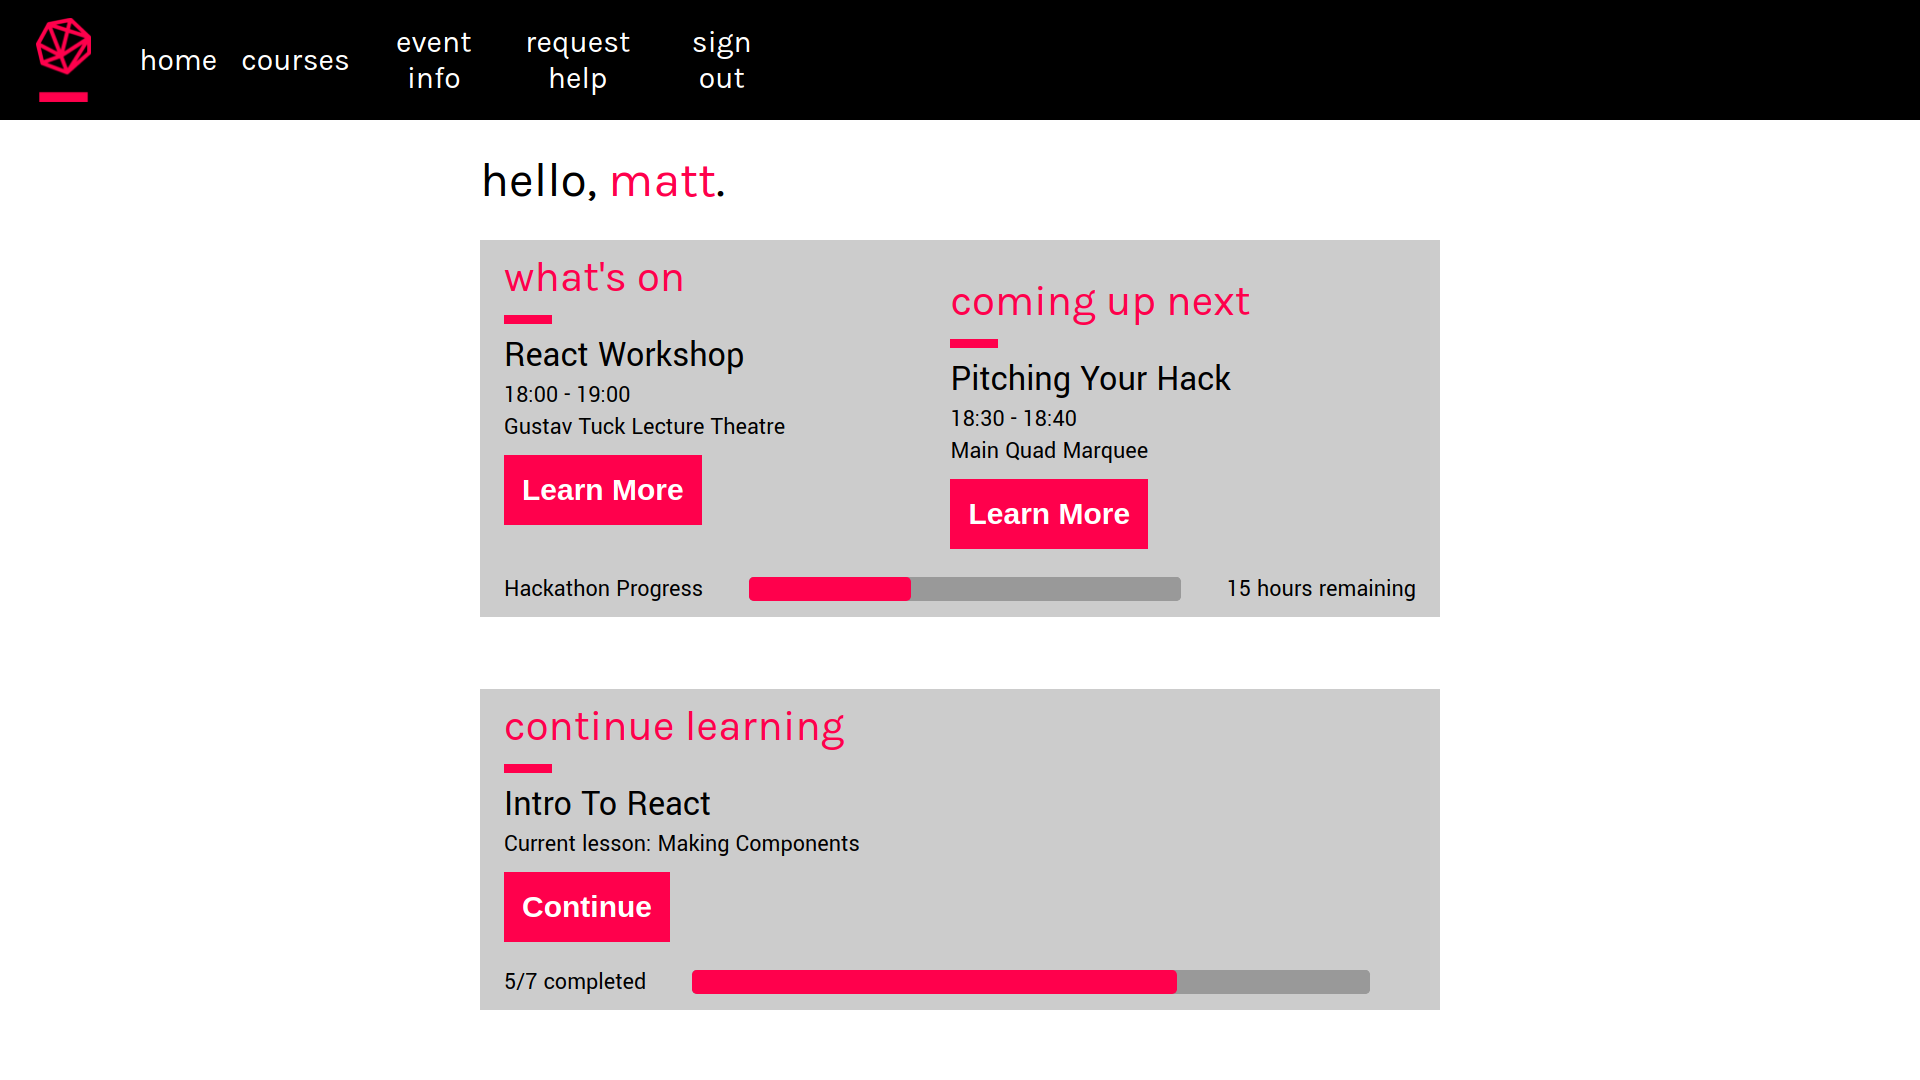 home
courses
event
info
request
help
sign
out
hello, matt.
what's on
React Workshop
18:00 - 19:00
Gustav Tuck Lecture Theatre
Learn More
coming up next
Pitching Your Hack
18:30 - 18:40
Main Quad Marquee
Learn More
Hackathon Progress
15 hours remaining
continue learning
Intro To React
Current lesson: Making Components
Continue
5/7 completed